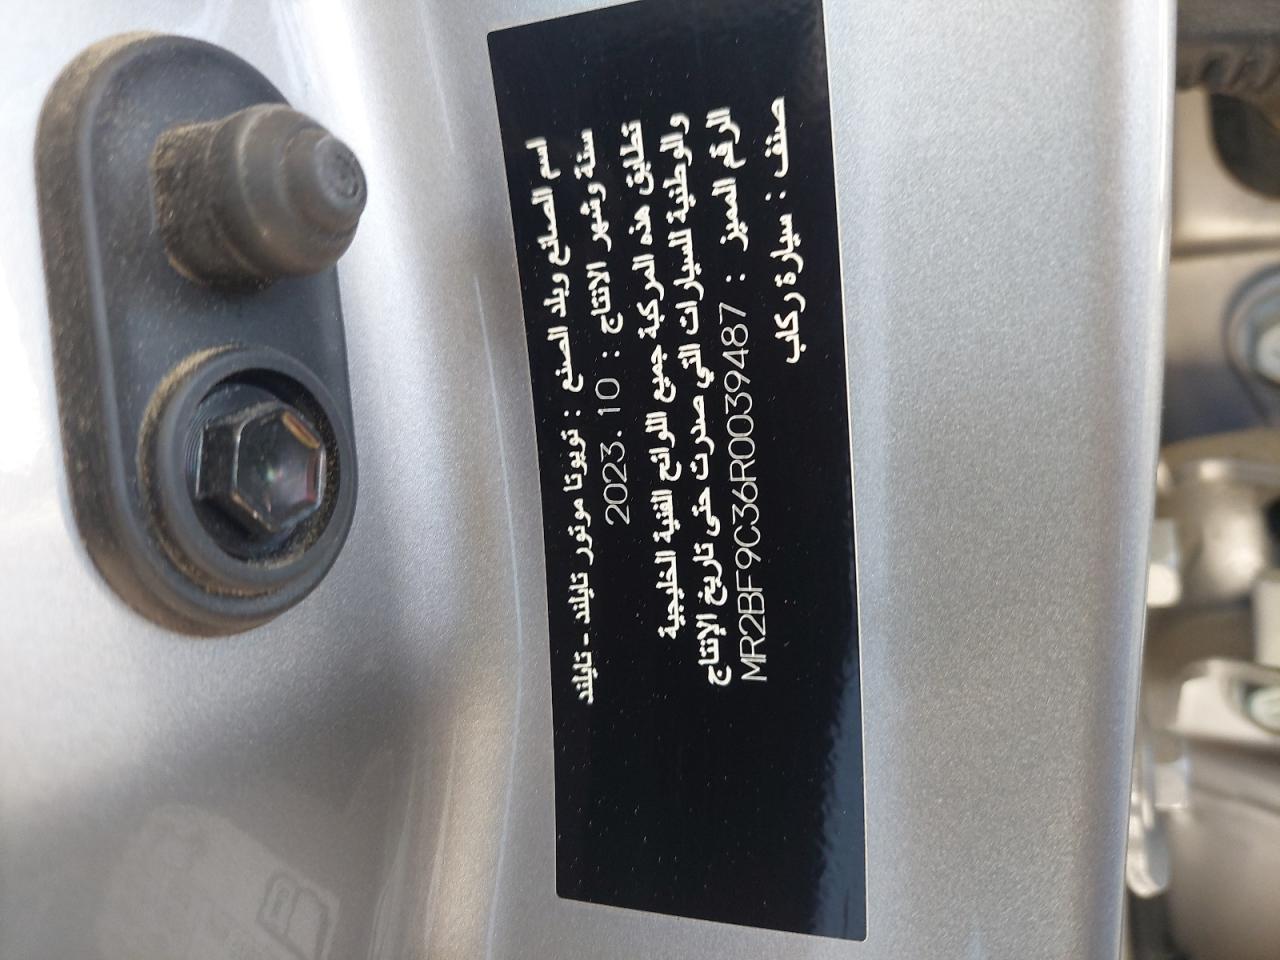 اسم الصانع وبلد الصنع : تويوتا موتور تايلند - تايلند
سنة وشهر الانتاج : 2023.10
تطابق هذه المركبة جميع اللوائح الفنية الخليجية
والوطنية للسيارات التي صدرت حتى تاريخ الإنتاج
الرقم المميز : MR2BF9C36R0039487
صنف : سيارة ركاب